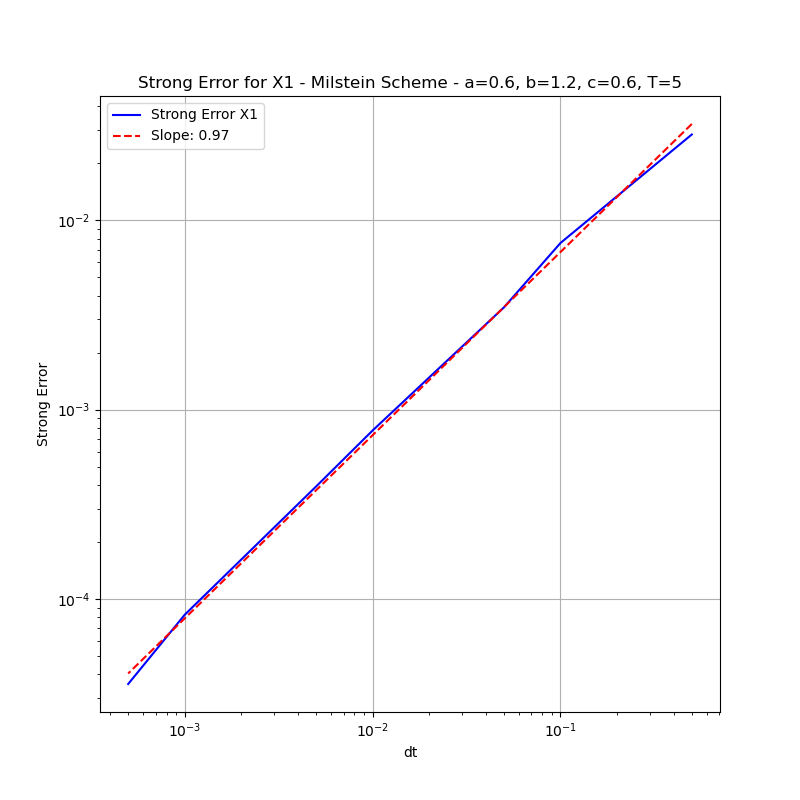 Strong Error for X1 - Milstein Scheme - a=0.6, b=1.2, c=0.6, T=5
Strong Error X1
Slope: 0.97
Strong Error
10⁻²
10⁻³
10⁻⁴
10⁻³ 10⁻² 10⁻¹
dt